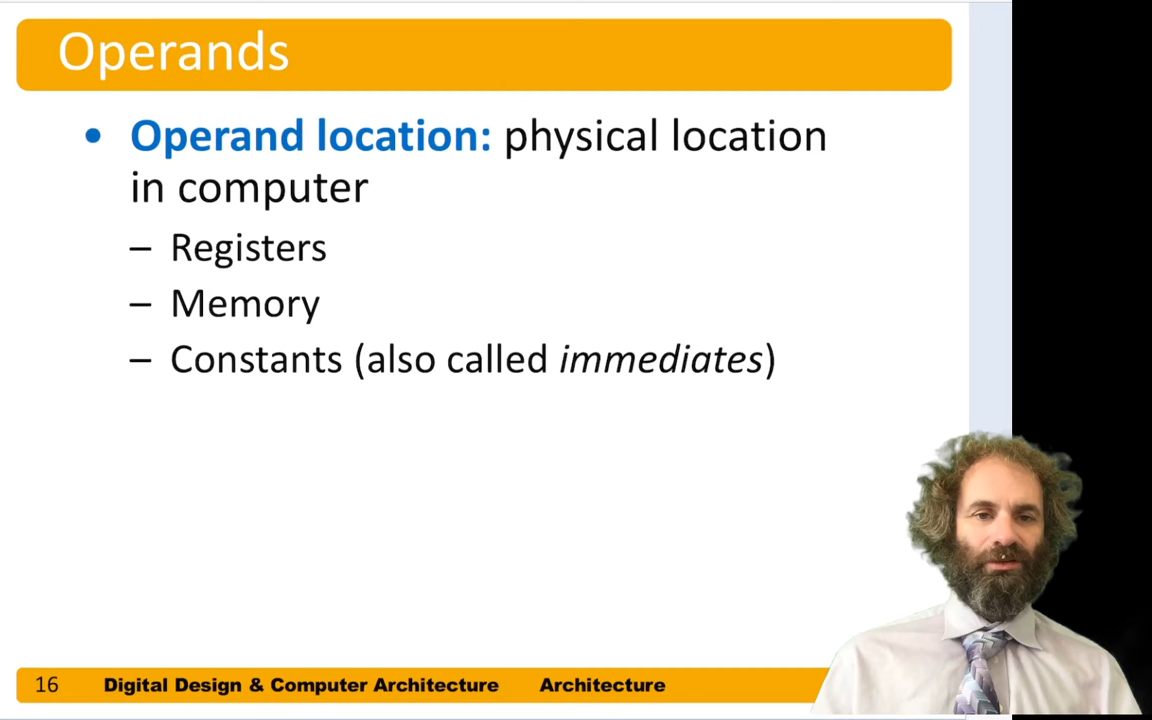 Operands
• Operand location: physical location
in computer
– Registers
– Memory
– Constants (also called immediates)
16 Digital Design & Computer Architecture Architecture